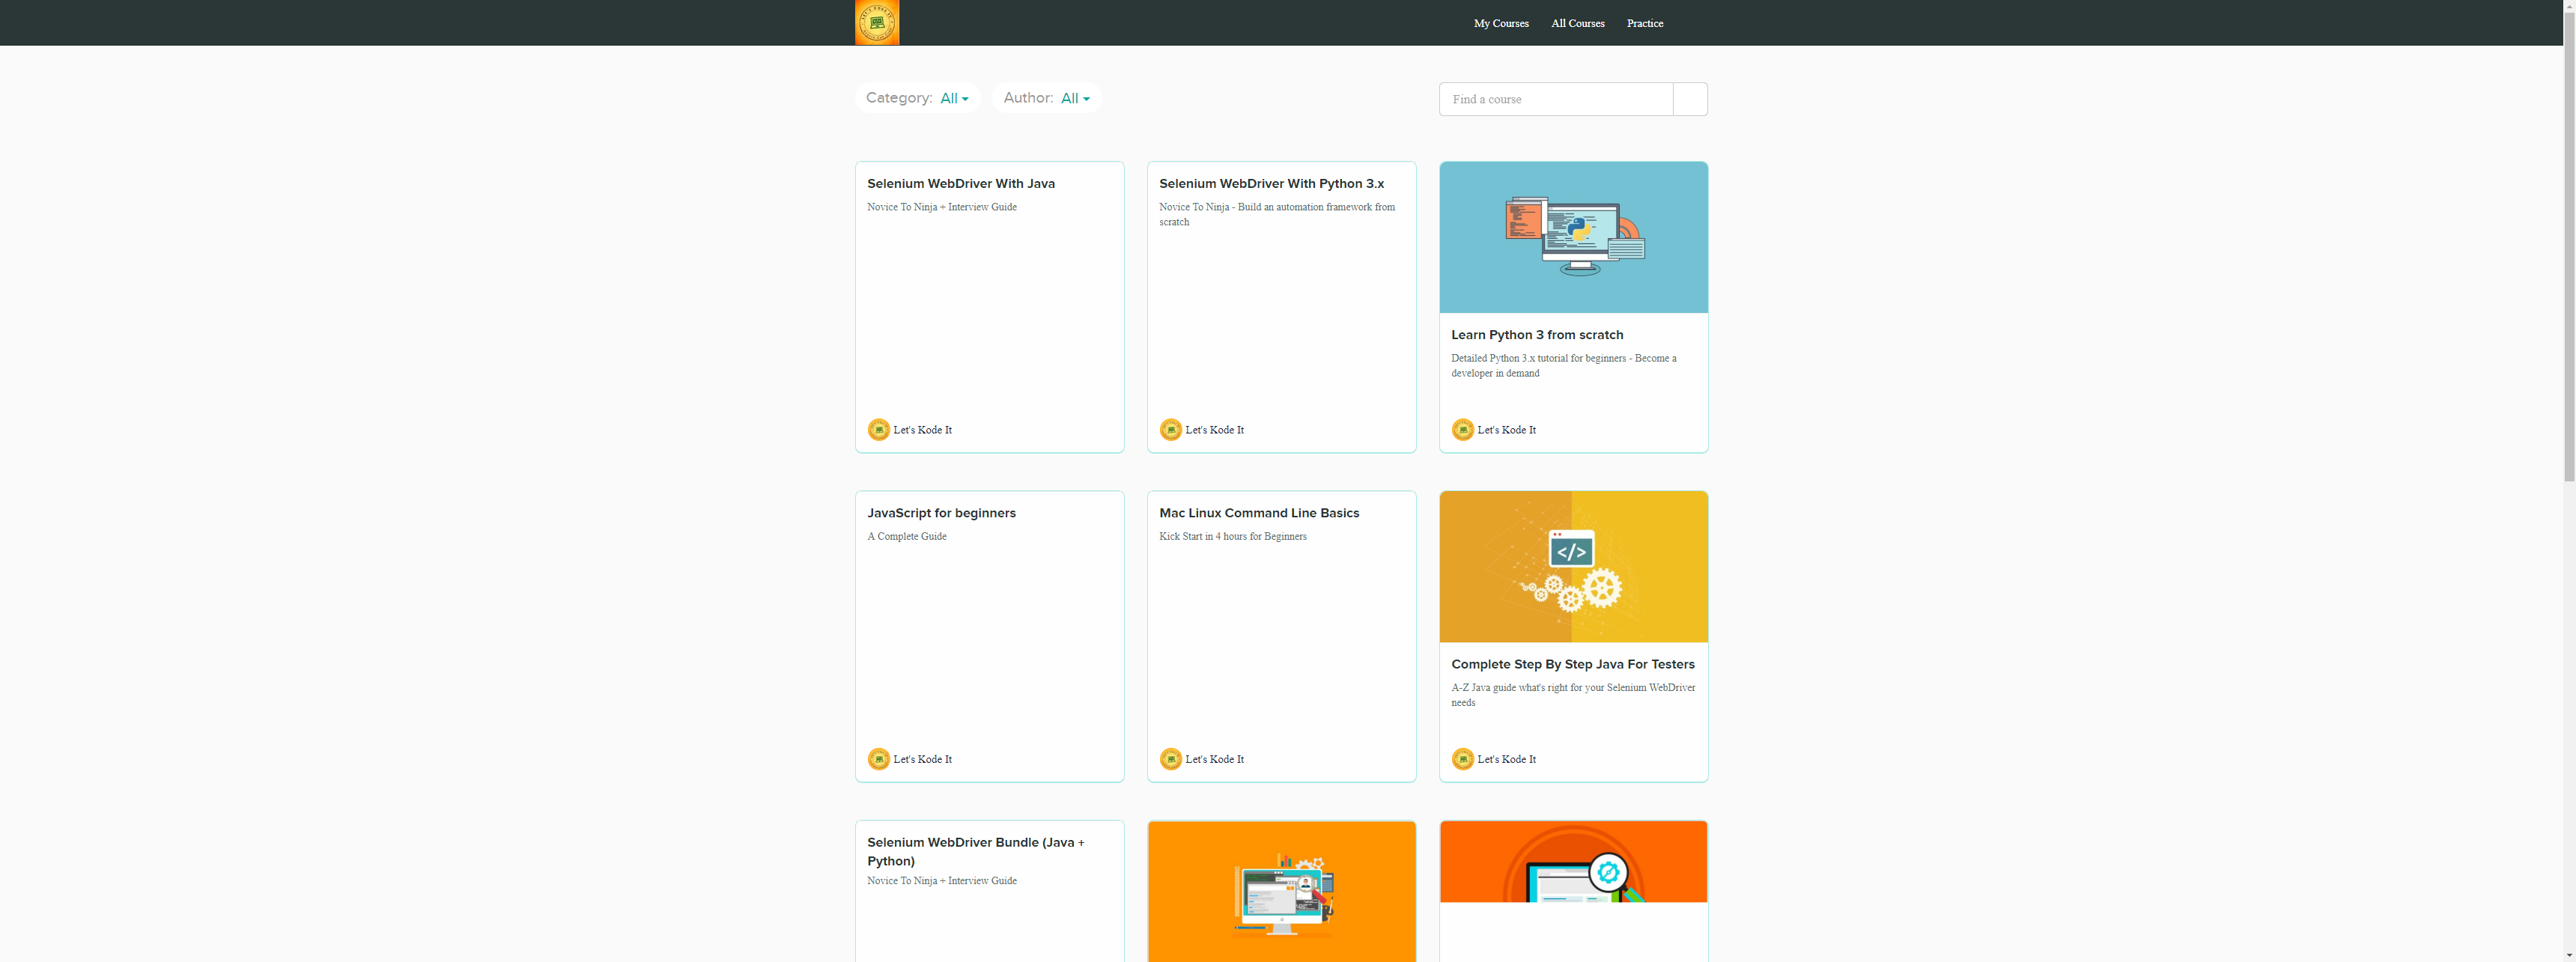 My Courses All Courses Practice
Category: All Author: All
Find a course
Selenium WebDriver With Java
Novice To Ninja + Interview Guide
Let's Kode It
Selenium WebDriver With Python 3.x
Novice To Ninja - Build an automation framework from
scratch
Let's Kode It
Learn Python 3 from scratch
Detailed Python 3.x tutorial for beginners - Become a
developer in demand
Let's Kode It
JavaScript for beginners
A Complete Guide
Let's Kode It
Mac Linux Command Line Basics
Kick Start in 4 hours for Beginners
Let's Kode It
</>
Complete Step By Step Java For Testers
A-Z Java guide what's right for your Selenium WebDriver
needs
Let's Kode It
Selenium WebDriver Bundle (Java +
Python)
Novice To Ninja + Interview Guide